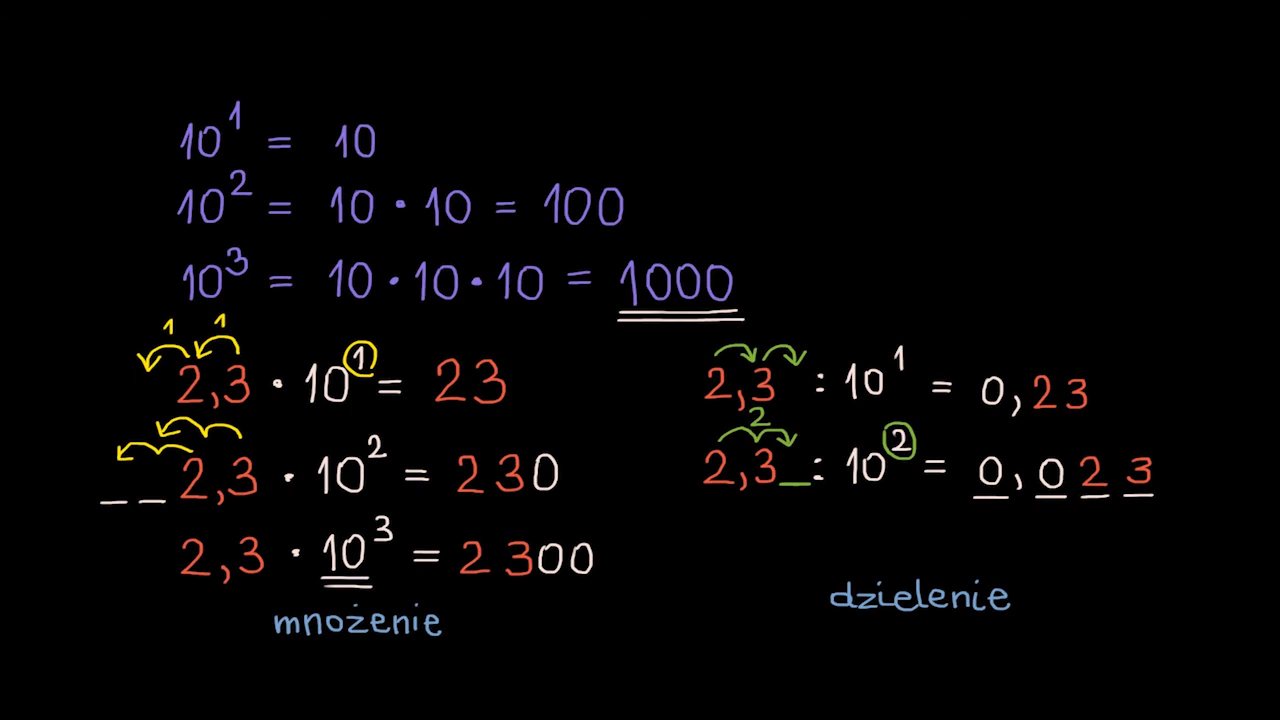 10¹ = 10
10² = 10 · 10 = 100
10³ = 10 · 10 · 10 = 1000
1 1
2,3 · 10¹ = 23
2,3 · 10² = 230
2,3 · 10³ = 2300
mnożenie
2,3 : 10¹ = 0,23
2
2,3_ : 10² = 0,023
dzielenie